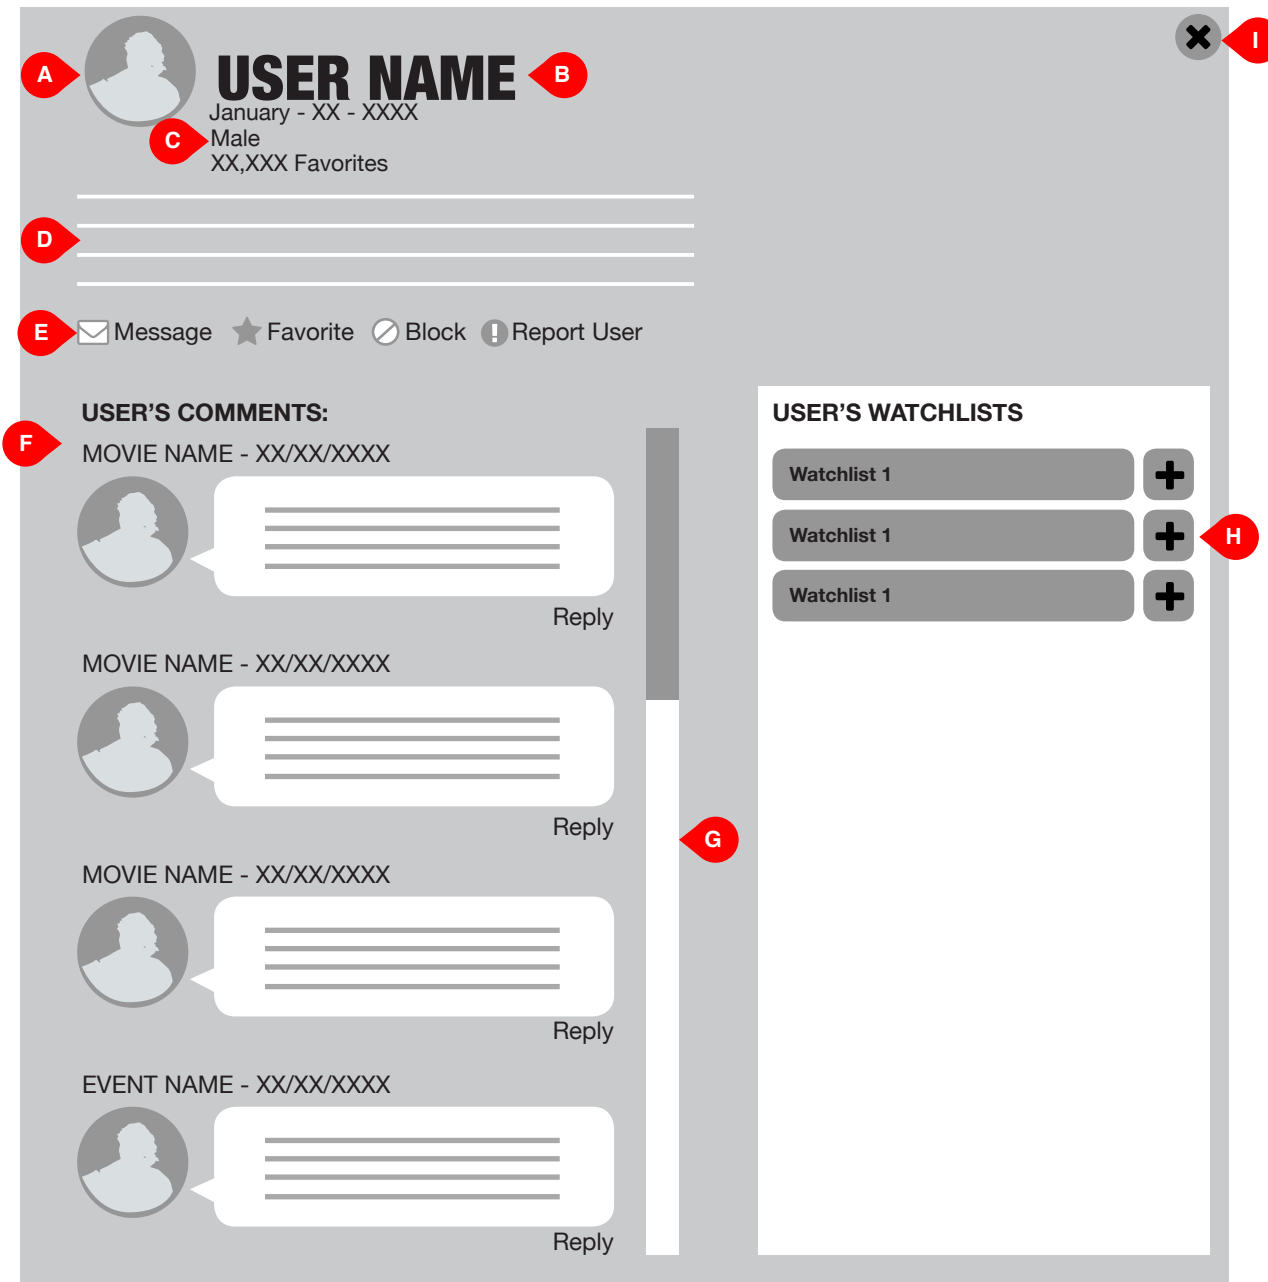 A
USER NAME
B
I
January - XX - XXXX
C
Male
XX,XXX Favorites
D
E
Message Favorite Block Report User
USER'S COMMENTS:
F
MOVIE NAME - XX/XX/XXXX
Reply
MOVIE NAME - XX/XX/XXXX
Reply
G
MOVIE NAME - XX/XX/XXXX
Reply
EVENT NAME - XX/XX/XXXX
Reply
USER'S WATCHLISTS
Watchlist 1
Watchlist 1
H
Watchlist 1